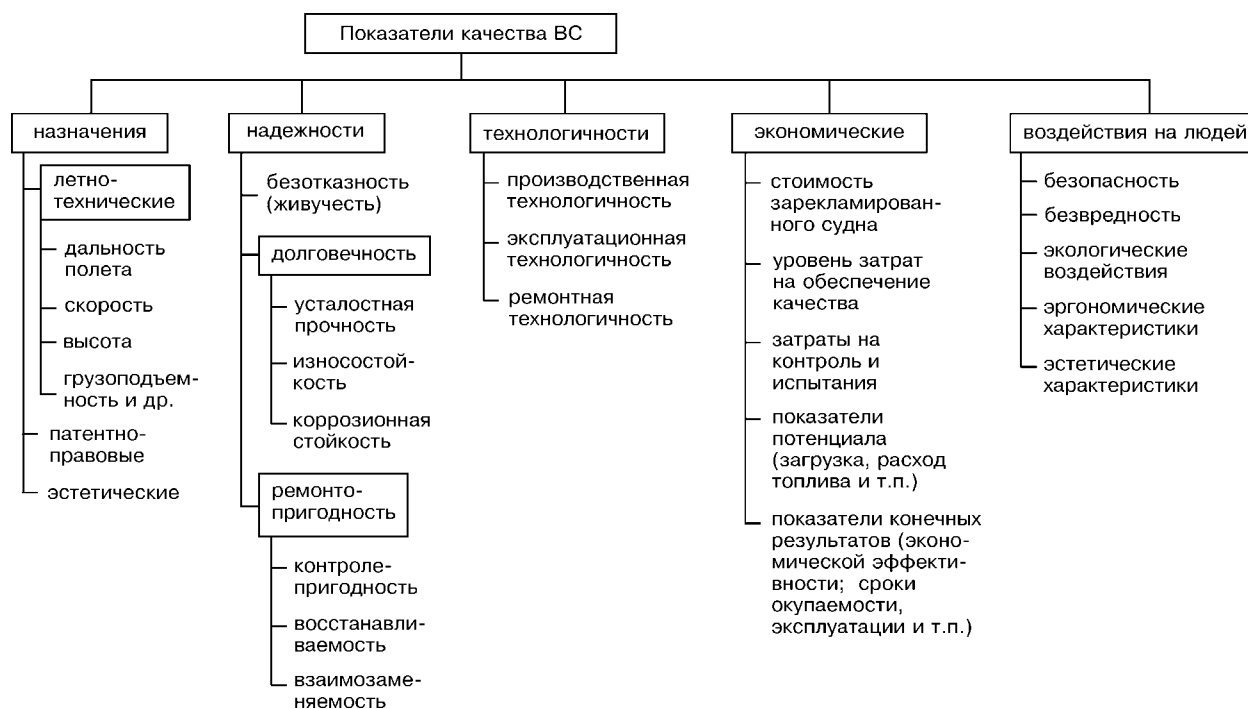 Показатели качества ВС
назначения
летно-
технические
дальность
полета
скорость
высота
грузоподъем-
ность и др.
патентно-
правовые
эстетические
надежности
безотказность
(живучесть)
долговечность
усталостная
прочность
износостой-
кость
коррозионная
стойкость
ремонто-
пригодность
контроле-
пригодность
восстанавли-
ваемость
взаимозаме-
няемость
технологичности
производственная
технологичность
эксплуатационная
технологичность
ремонтная
технологичность
экономические
стоимость
зарекламирован-
ного судна
уровень затрат
на обеспечение
качества
затраты на
контроль и
испытания
показатели
потенциала
(загрузка, расход
топлива и т.п.)
показатели конечных
результатов (эконо-
мической эффекти-
вности; сроки
окупаемости,
эксплуатации и т.п.)
воздействия на людей
безопасность
безвредность
экологические
воздействия
эргономические
характеристики
эстетические
характеристики